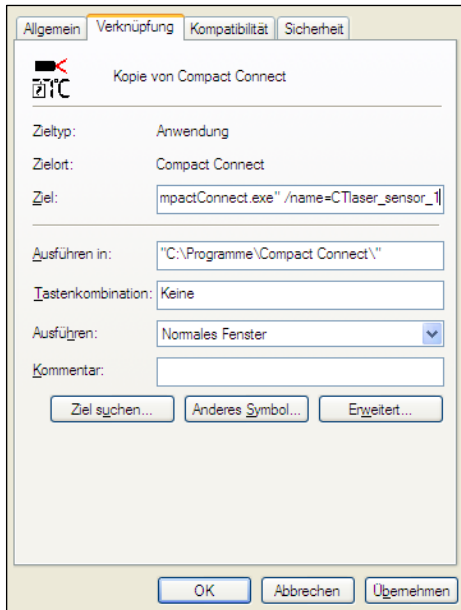 Allgemein Verknüpfung Kompatibilität Sicherheit
°C
Kopie von Compact Connect
Zieltyp: Anwendung
Zielort: Compact Connect
Ziel: mpactConnect.exe" /name=CTlaser_sensor_1
Ausführen in: "C:\Programme\Compact Connect\"
Tastenkombination: Keine
Ausführen: Normales Fenster
Kommentar:
Ziel suchen... Anderes Symbol... Erweitert...
OK Abbrechen Übernehmen